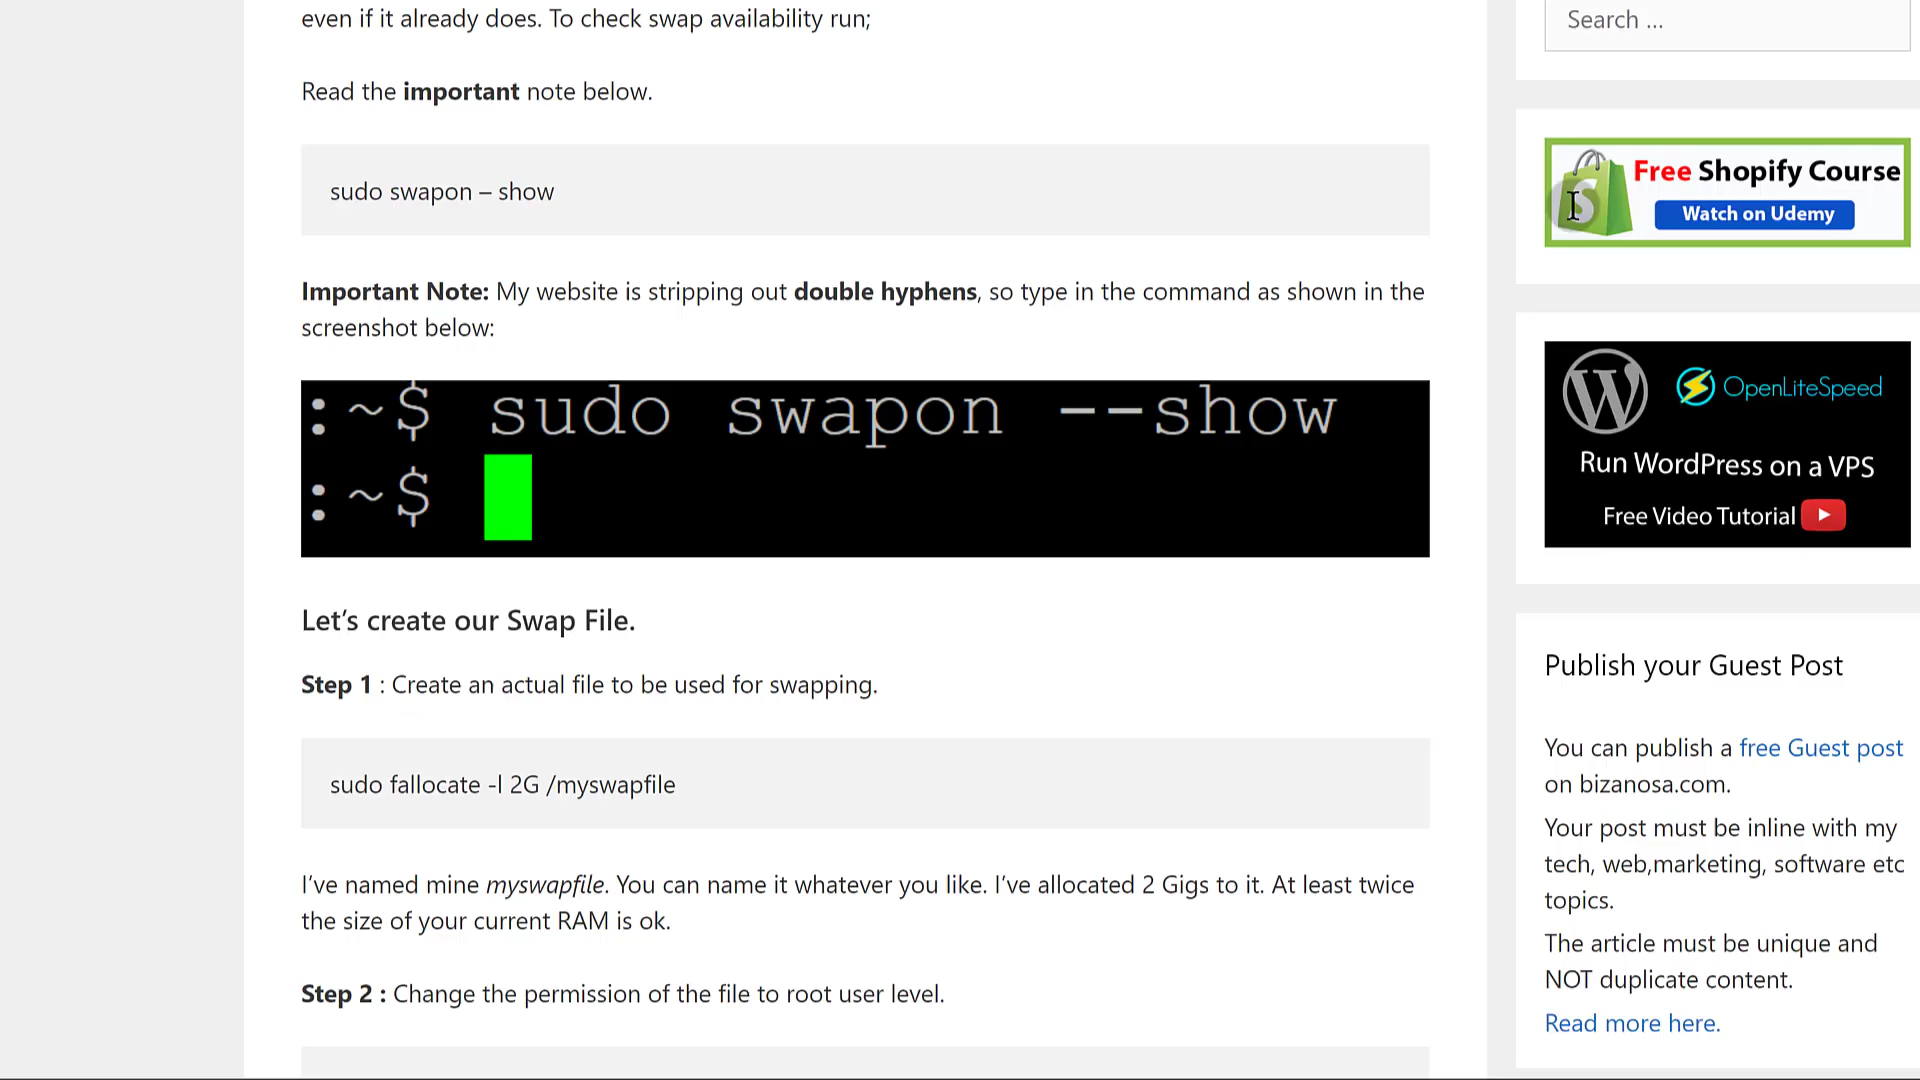 even if it already does. To check swap availability run;
Read the important note below.
sudo swapon – show
Important Note: My website is stripping out double hyphens, so type in the command as shown in the
screenshot below:
:~$ sudo swapon --show
:~$
Let’s create our Swap File.
Step 1 : Create an actual file to be used for swapping.
sudo fallocate -l 2G /myswapfile
I’ve named mine myswapfile. You can name it whatever you like. I’ve allocated 2 Gigs to it. At least twice
the size of your current RAM is ok.
Step 2 : Change the permission of the file to root user level.
Search ...
Free Shopify Course
Watch on Udemy
OpenLiteSpeed
Run WordPress on a VPS
Free Video Tutorial
Publish your Guest Post
You can publish a free Guest post
on bizanosa.com.
Your post must be inline with my
tech, web,marketing, software etc
topics.
The article must be unique and
NOT duplicate content.
Read more here.